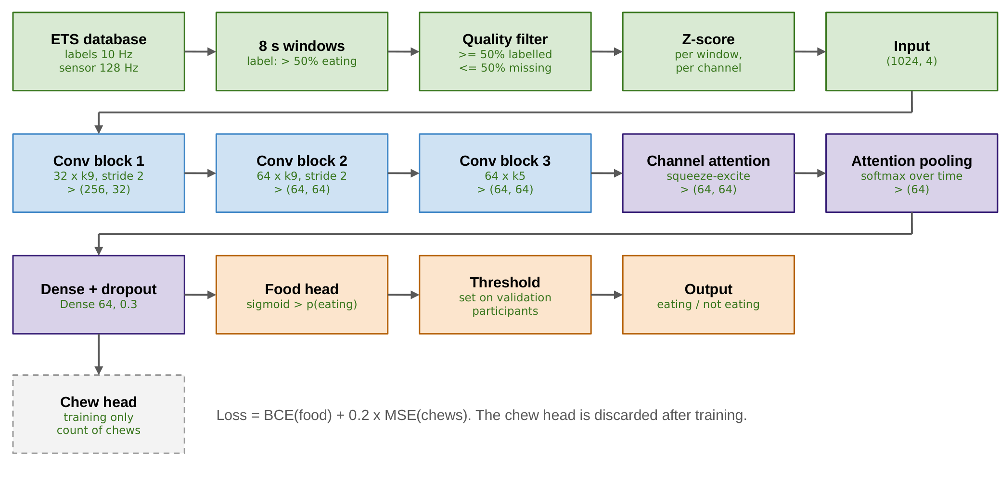 ETS database
labels 10 Hz
sensor 128 Hz
8 s windows
label: > 50% eating
Quality filter
>= 50% labelled
<= 50% missing
Z-score
per window,
per channel
Input
(1024, 4)
Conv block 1
32 x k9, stride 2
> (256, 32)
Conv block 2
64 x k9, stride 2
> (64, 64)
Conv block 3
64 x k5
> (64, 64)
Channel attention
squeeze-excite
> (64, 64)
Attention pooling
softmax over time
> (64)
Dense + dropout
Dense 64, 0.3
Food head
sigmoid > p(eating)
Threshold
set on validation
participants
Output
eating / not eating
Chew head
training only
count of chews
Loss = BCE(food) + 0.2 x MSE(chews). The chew head is discarded after training.